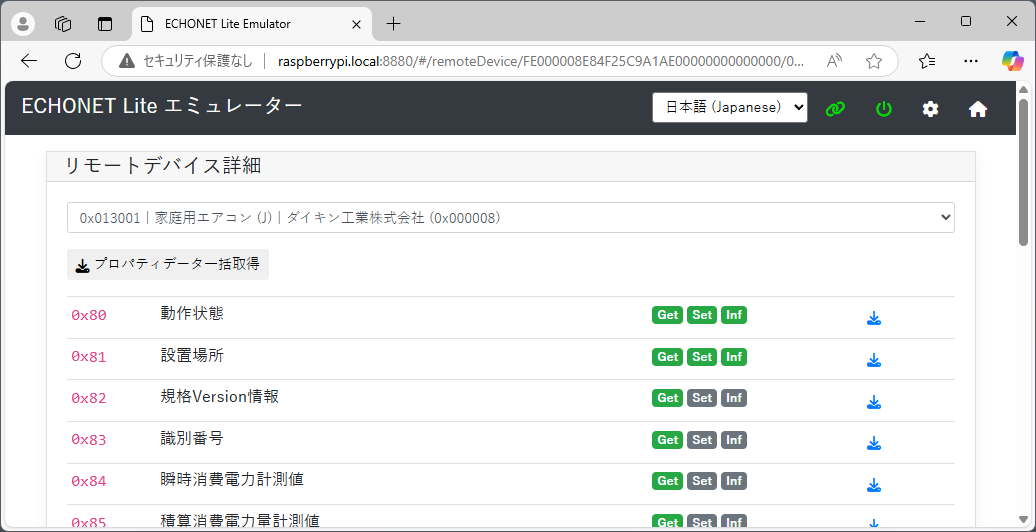 ECHONET Lite Emulator
セキュリティ保護なし
raspberrypi.local:8880/#/remoteDevice/FE000008E84F25C9A1AE00000000000000/0...
ECHONET Lite エミュレーター
日本語 (Japanese)
リモートデバイス詳細
0x013001 | 家庭用エアコン (J) | ダイキン工業株式会社 (0x000008)
プロパティデータ一括取得
0x80 動作状態 Get Set Inf
0x81 設置場所 Get Set Inf
0x82 規格Version情報 Get Set Inf
0x83 識別番号 Get Set Inf
0x84 瞬時消費電力計測値 Get Set Inf
0x85 積算消費電力量計測値 Get Set Inf